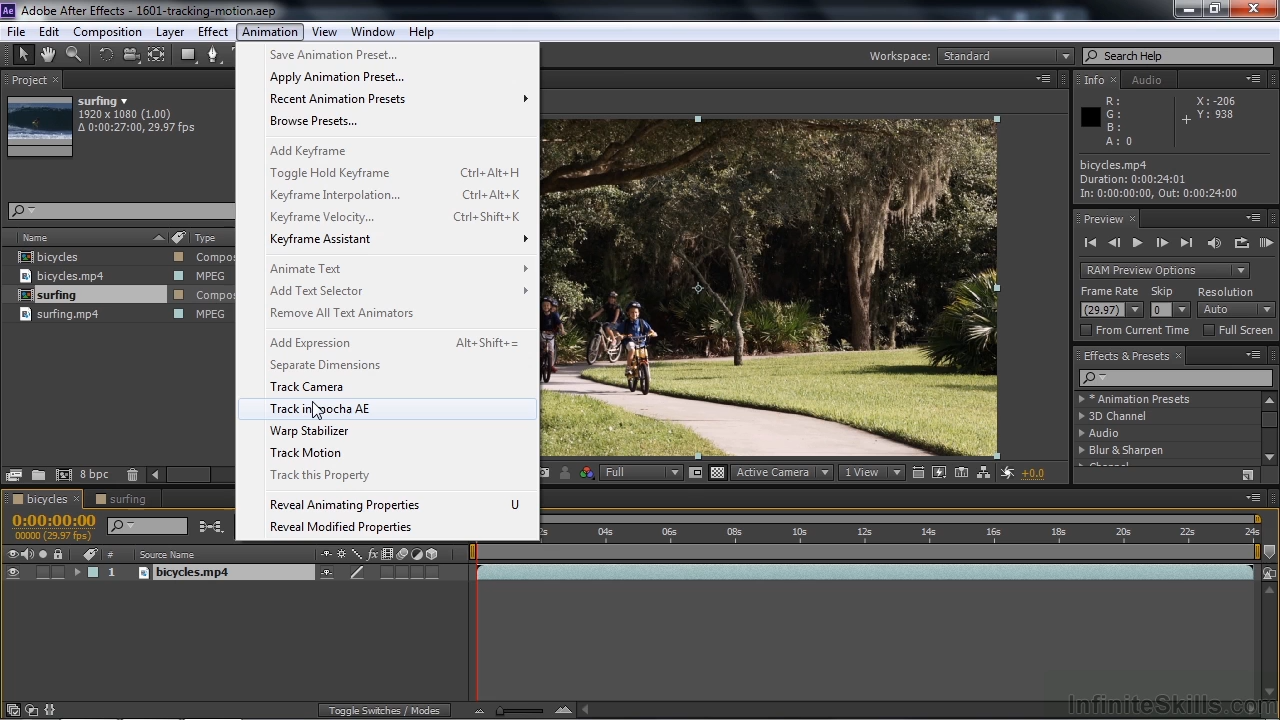 Ae Adobe After Effects - 1601-tracking-motion.aep
File Edit Composition Layer Effect Animation View Window Help
Workspace: Standard Search Help
Project × 
surfing
1920 x 1080 (1.00)
Δ 0:00:27:00, 29.97 fps
Name Type
bicycles Compos
bicycles.mp4 MPEG
surfing Compos
surfing.mp4 MPEG
8 bpc
Save Animation Preset...
Apply Animation Preset...
Recent Animation Presets
Browse Presets...
Add Keyframe
Toggle Hold Keyframe Ctrl+Alt+H
Keyframe Interpolation... Ctrl+Alt+K
Keyframe Velocity... Ctrl+Shift+K
Keyframe Assistant
Animate Text
Add Text Selector
Remove All Text Animators
Add Expression Alt+Shift+=
Separate Dimensions
Track Camera
Track in mocha AE
Warp Stabilizer
Track Motion
Track this Property
Reveal Animating Properties U
Reveal Modified Properties
Full Active Camera 1 View +0.0
Info × Audio
R :
G :
B :
A : 0
X : -206
Y : 938
bicycles.mp4
Duration: 0:00:24:01
In: 0:00:00:00, Out: 0:00:24:00
Preview ×
RAM Preview Options
Frame Rate Skip Resolution
(29.97) 0 Auto
From Current Time Full Screen
Effects & Presets ×
* Animation Presets
3D Channel
Audio
Blur & Sharpen
bicycles × surfing
0:00:00:00
00000 (29.97 fps)
04s 06s 08s 10s 12s 14s 16s 18s 20s 22s 24s
# Source Name fx
1 bicycles.mp4
Toggle Switches / Modes
InfiniteSkills.com